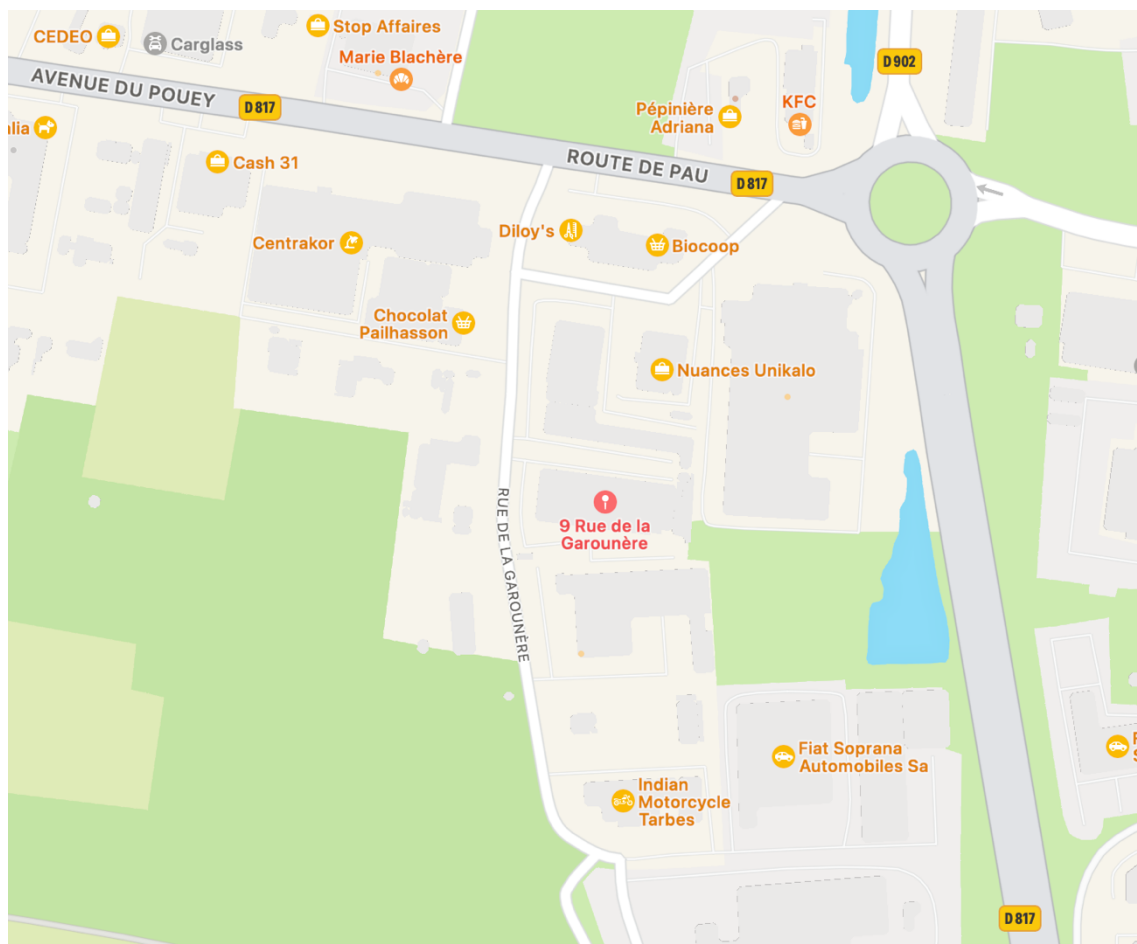 CEDEO
Carglass
Stop Affaires
Marie Blachère
D 902
AVENUE DU POUEY
D 817
Pépinière
Adriana
KFC
lia
Cash 31
ROUTE DE PAU
D 817
Diloy's
Biocoop
Centrakor
Chocolat
Pailhasson
Nuances Unikalo
RUE DE LA GAROUNÈRE
9 Rue de la
Garounère
Fiat Soprana
Automobiles Sa
Indian
Motorcycle
Tarbes
D 817